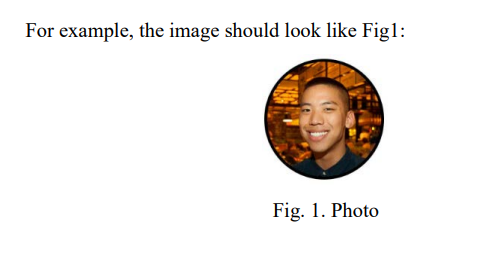 For example, the image should look like Fig1:
Fig. 1. Photo